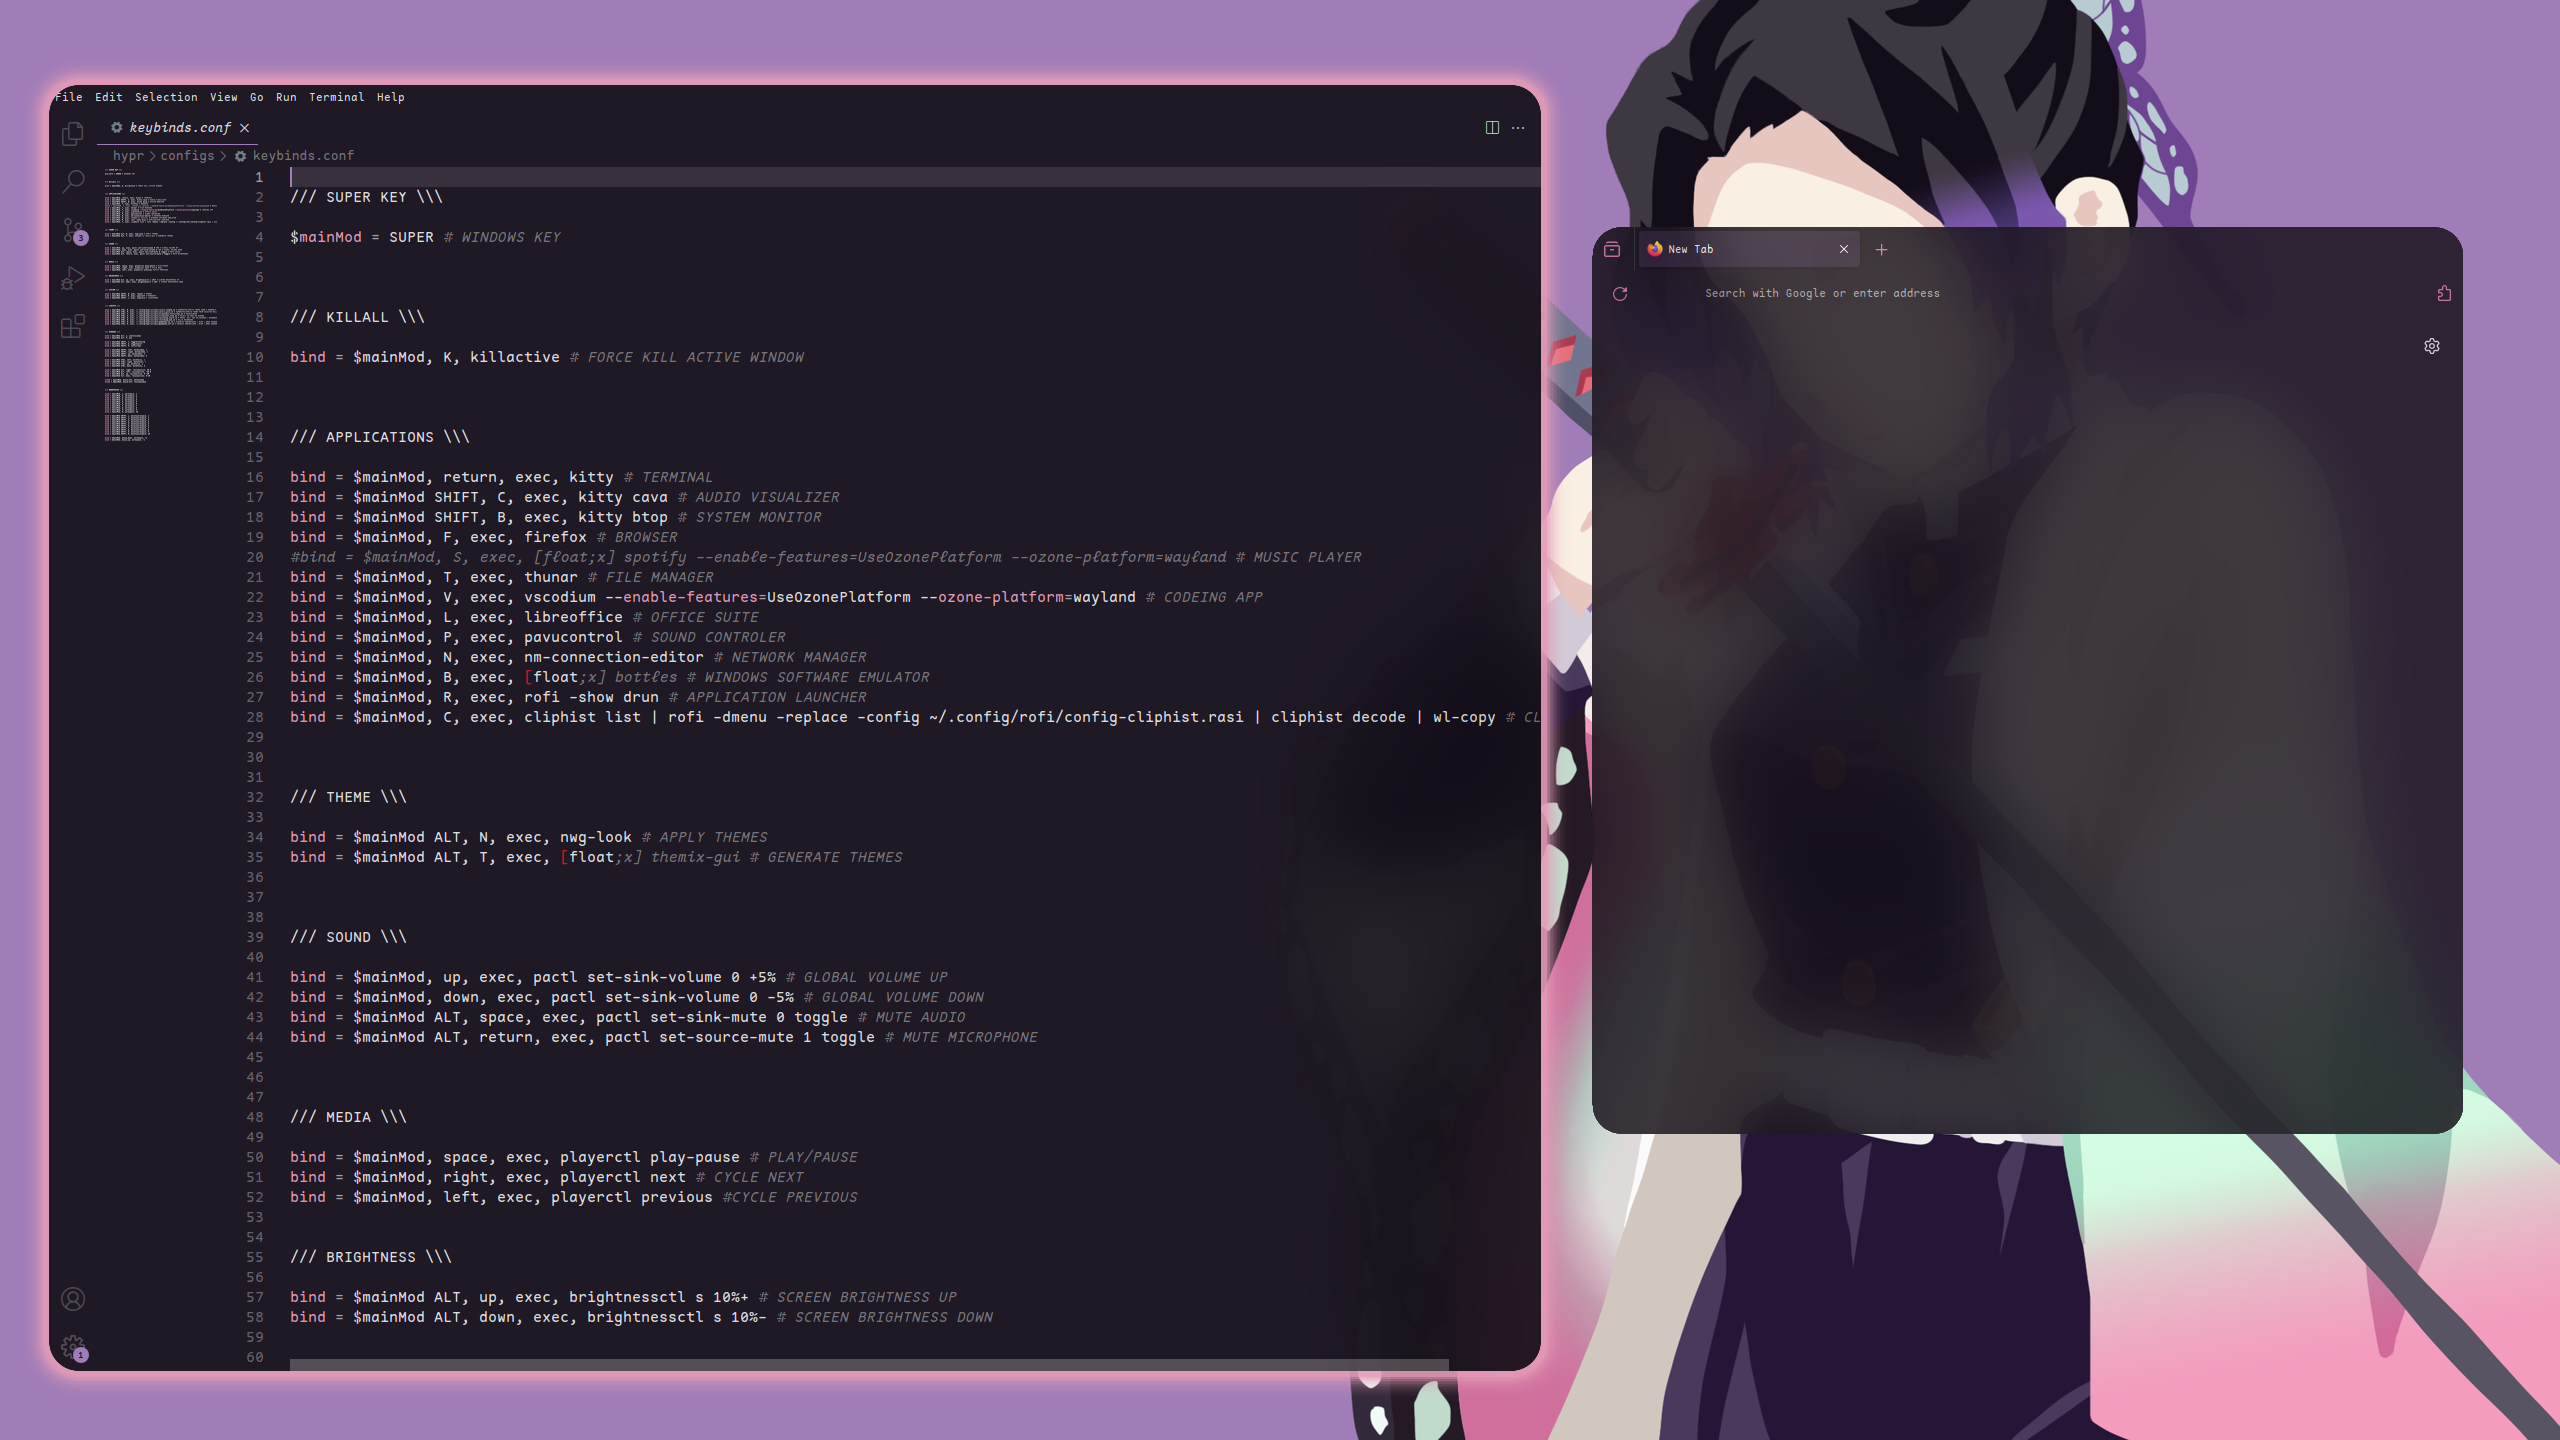 File Edit Selection View Go Run Terminal Help
keybinds.conf
hypr > configs > keybinds.conf
1
2 /// SUPER KEY \\\
3
4 $mainMod = SUPER # WINDOWS KEY
5
6
7
8 /// KILLALL \\\
9
10 bind = $mainMod, K, killactive # FORCE KILL ACTIVE WINDOW
11
12
13
14 /// APPLICATIONS \\\
15
16 bind = $mainMod, return, exec, kitty # TERMINAL
17 bind = $mainMod SHIFT, C, exec, kitty cava # AUDIO VISUALIZER
18 bind = $mainMod SHIFT, B, exec, kitty btop # SYSTEM MONITOR
19 bind = $mainMod, F, exec, firefox # BROWSER
20 #bind = $mainMod, S, exec, [float;x] spotify --enable-features=UseOzonePlatform --ozone-platform=wayland # MUSIC PLAYER
21 bind = $mainMod, T, exec, thunar # FILE MANAGER
22 bind = $mainMod, V, exec, vscodium --enable-features=UseOzonePlatform --ozone-platform=wayland # CODEING APP
23 bind = $mainMod, L, exec, libreoffice # OFFICE SUITE
24 bind = $mainMod, P, exec, pavucontrol # SOUND CONTROLER
25 bind = $mainMod, N, exec, nm-connection-editor # NETWORK MANAGER
26 bind = $mainMod, B, exec, [float;x] bottles # WINDOWS SOFTWARE EMULATOR
27 bind = $mainMod, R, exec, rofi -show drun # APPLICATION LAUNCHER
28 bind = $mainMod, C, exec, cliphist list | rofi -dmenu -replace -config ~/.config/rofi/config-cliphist.rasi | cliphist decode | wl-copy # CL
29
30
31
32 /// THEME \\\
33
34 bind = $mainMod ALT, N, exec, nwg-look # APPLY THEMES
35 bind = $mainMod ALT, T, exec, [float;x] themix-gui # GENERATE THEMES
36
37
38
39 /// SOUND \\\
40
41 bind = $mainMod, up, exec, pactl set-sink-volume 0 +5% # GLOBAL VOLUME UP
42 bind = $mainMod, down, exec, pactl set-sink-volume 0 -5% # GLOBAL VOLUME DOWN
43 bind = $mainMod ALT, space, exec, pactl set-sink-mute 0 toggle # MUTE AUDIO
44 bind = $mainMod ALT, return, exec, pactl set-source-mute 1 toggle # MUTE MICROPHONE
45
46
47
48 /// MEDIA \\\
49
50 bind = $mainMod, space, exec, playerctl play-pause # PLAY/PAUSE
51 bind = $mainMod, right, exec, playerctl next # CYCLE NEXT
52 bind = $mainMod, left, exec, playerctl previous #CYCLE PREVIOUS
53
54
55 /// BRIGHTNESS \\\
56
57 bind = $mainMod ALT, up, exec, brightnessctl s 10%+ # SCREEN BRIGHTNESS UP
58 bind = $mainMod ALT, down, exec, brightnessctl s 10%- # SCREEN BRIGHTNESS DOWN
59
60
3
1
New Tab
Search with Google or enter address